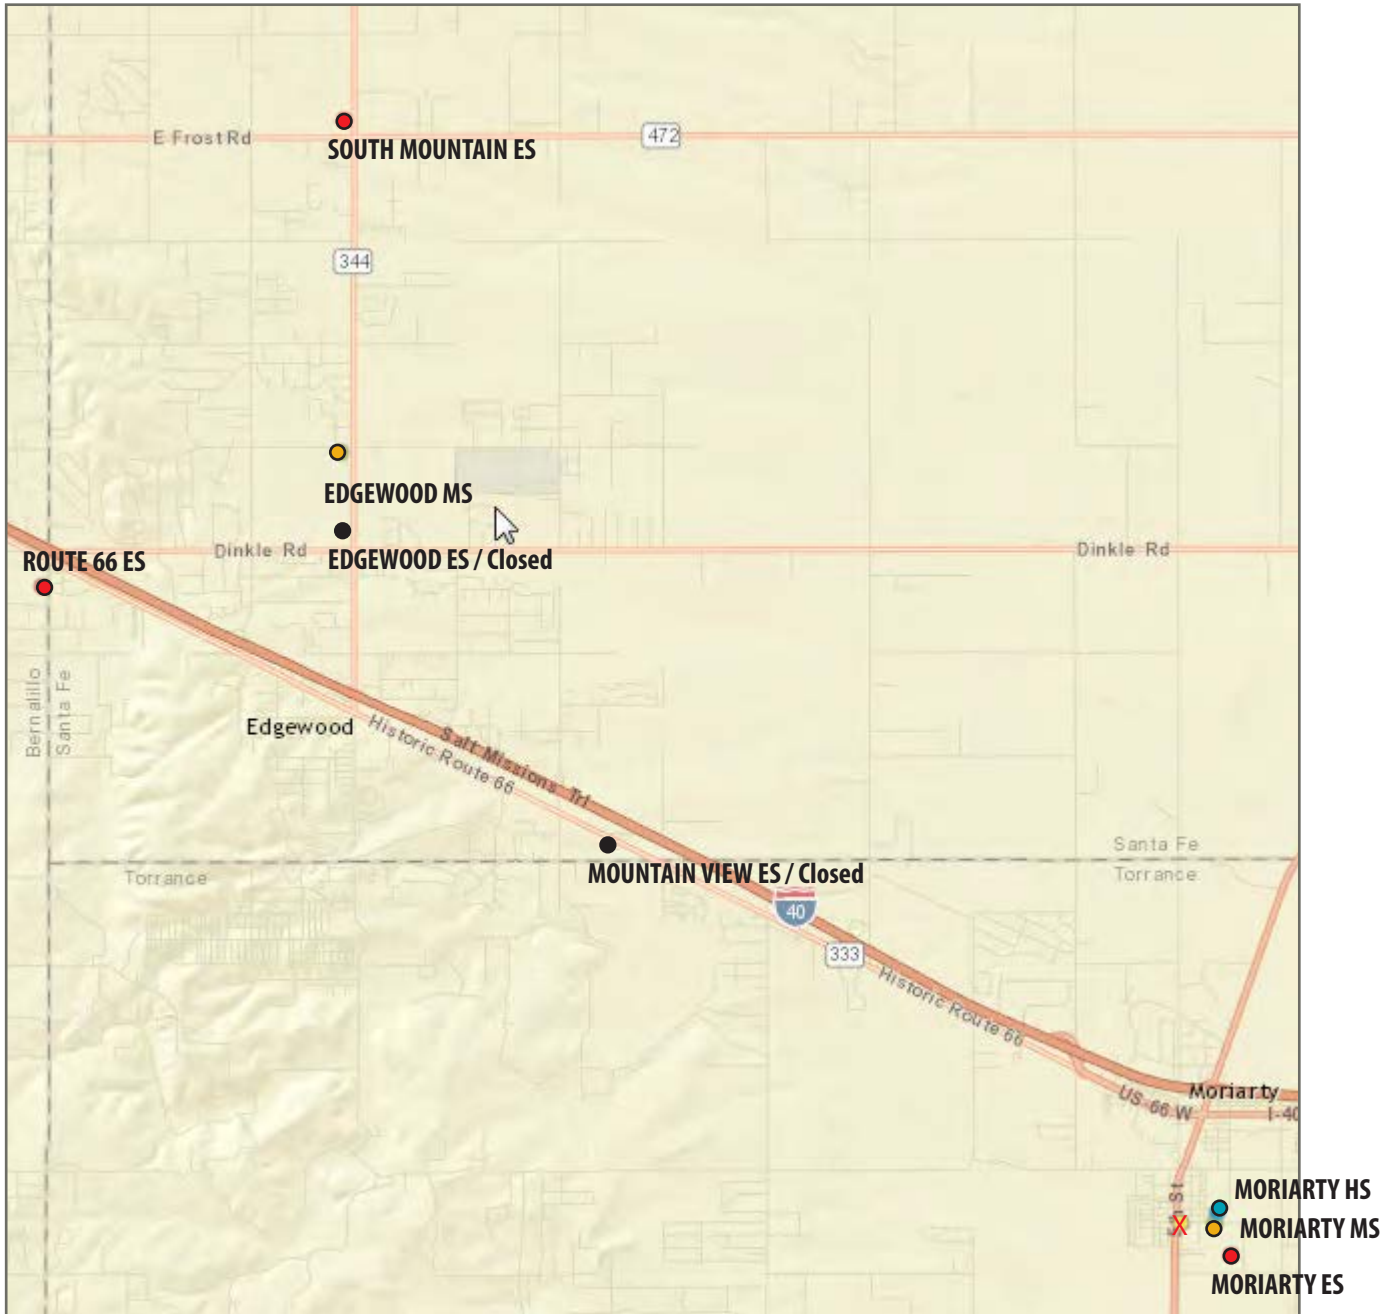 E Frost Rd
472
SOUTH MOUNTAIN ES
344
EDGEWOOD MS
Dinkle Rd
Dinkle Rd
EDGEWOOD ES / Closed
ROUTE 66 ES
Bernalillo
Santa Fe
Edgewood
Historic Route 66
Salt Missions Trl
Santa Fe
Torrance
MOUNTAIN VIEW ES / Closed
Torrance
40
333
Historic Route 66
Moriarty
US-66 W
I-40
St
X
MORIARTY HS
MORIARTY MS
MORIARTY ES